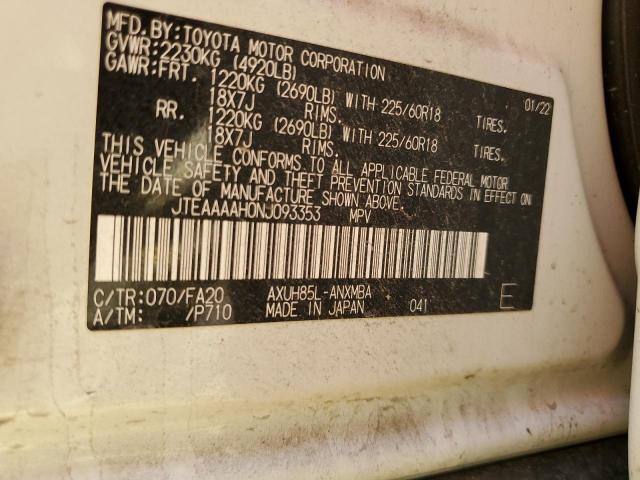 MFD.BY:TOYOTA MOTOR CORPORATION 01/22
GVWR:2230KG (4920LB)
GAWR:FRT. 1220KG (2690LB) WITH 225/60R18 TIRES.
18X7J RIMS.
RR. 1220KG (2690LB) WITH 225/60R18 TIRES.
18X7J RIMS.
THIS VEHICLE CONFORMS TO ALL APPLICABLE FEDERAL MOTOR
VEHICLE SAFETY AND THEFT PREVENTION STANDARDS IN EFFECT ON
THE DATE OF MANUFACTURE SHOWN ABOVE.
JTEAAAAH0NJ093353 MPV
C/TR:070/FA20 AXUH85L-ANXMBA E
A/TM: /P710 MADE IN JAPAN 041